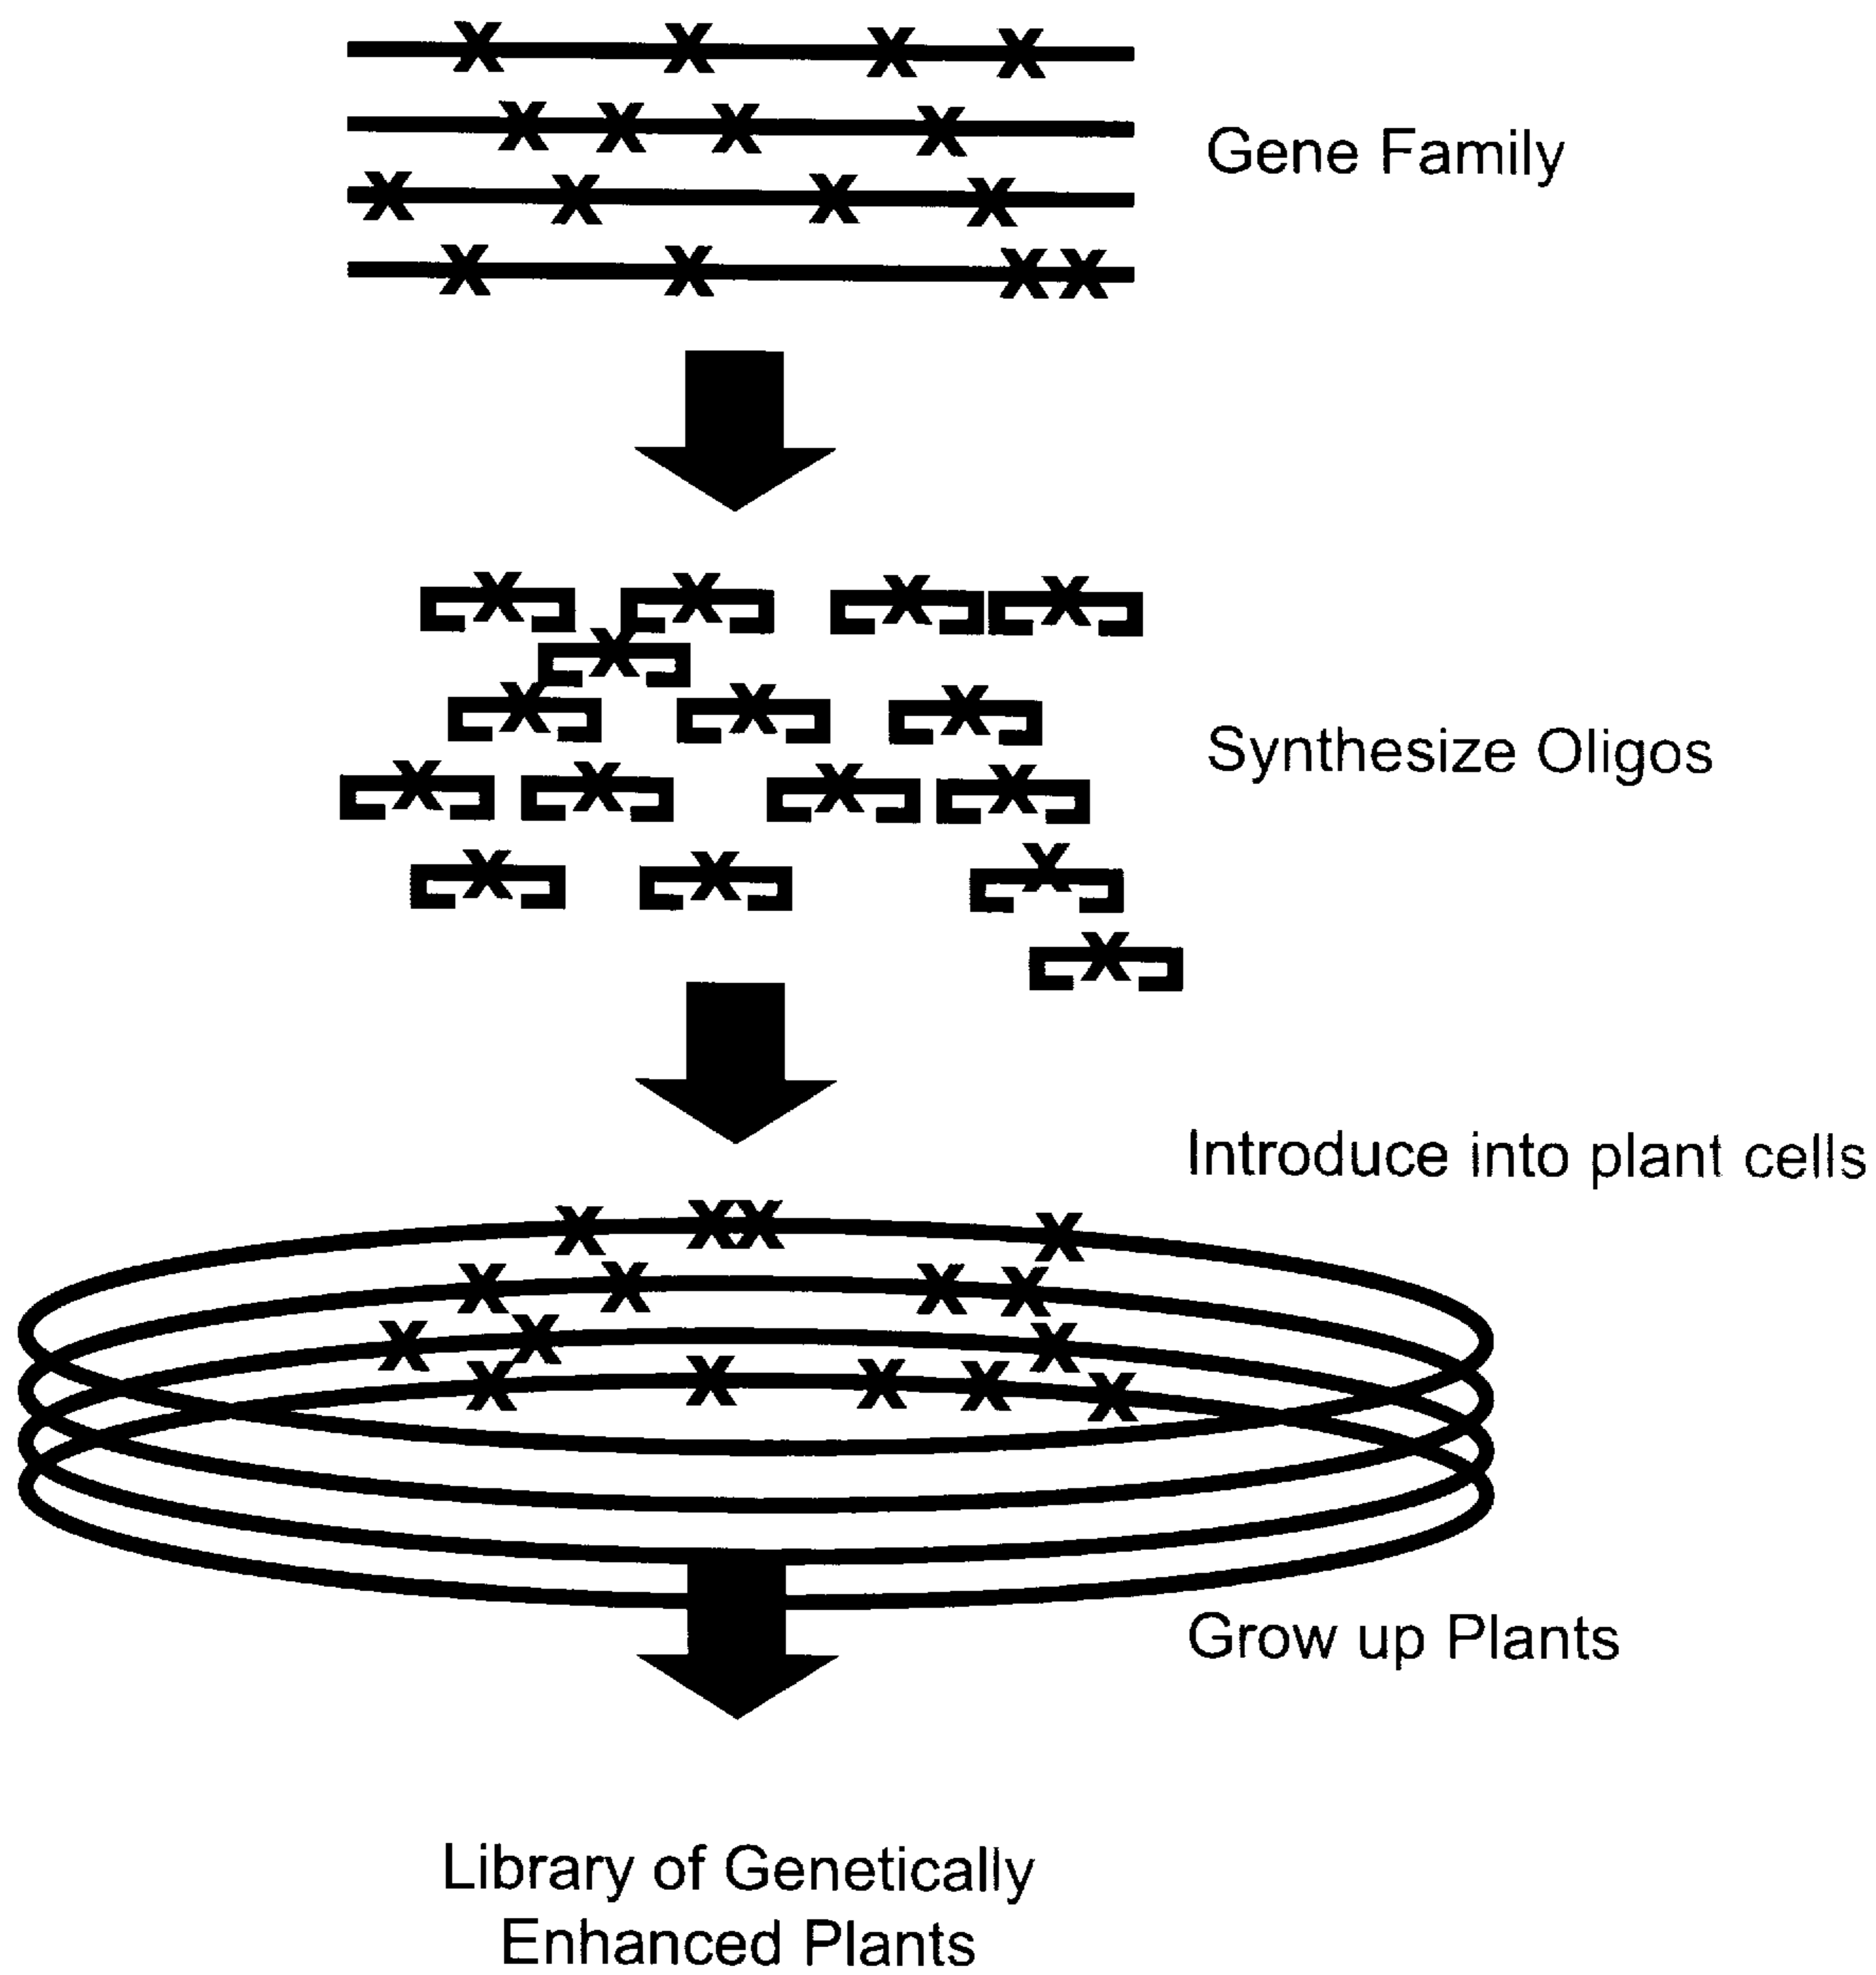 Gene Family
Synthesize Oligos
Introduce into plant cells
Grow up Plants
Library of Genetically
Enhanced Plants